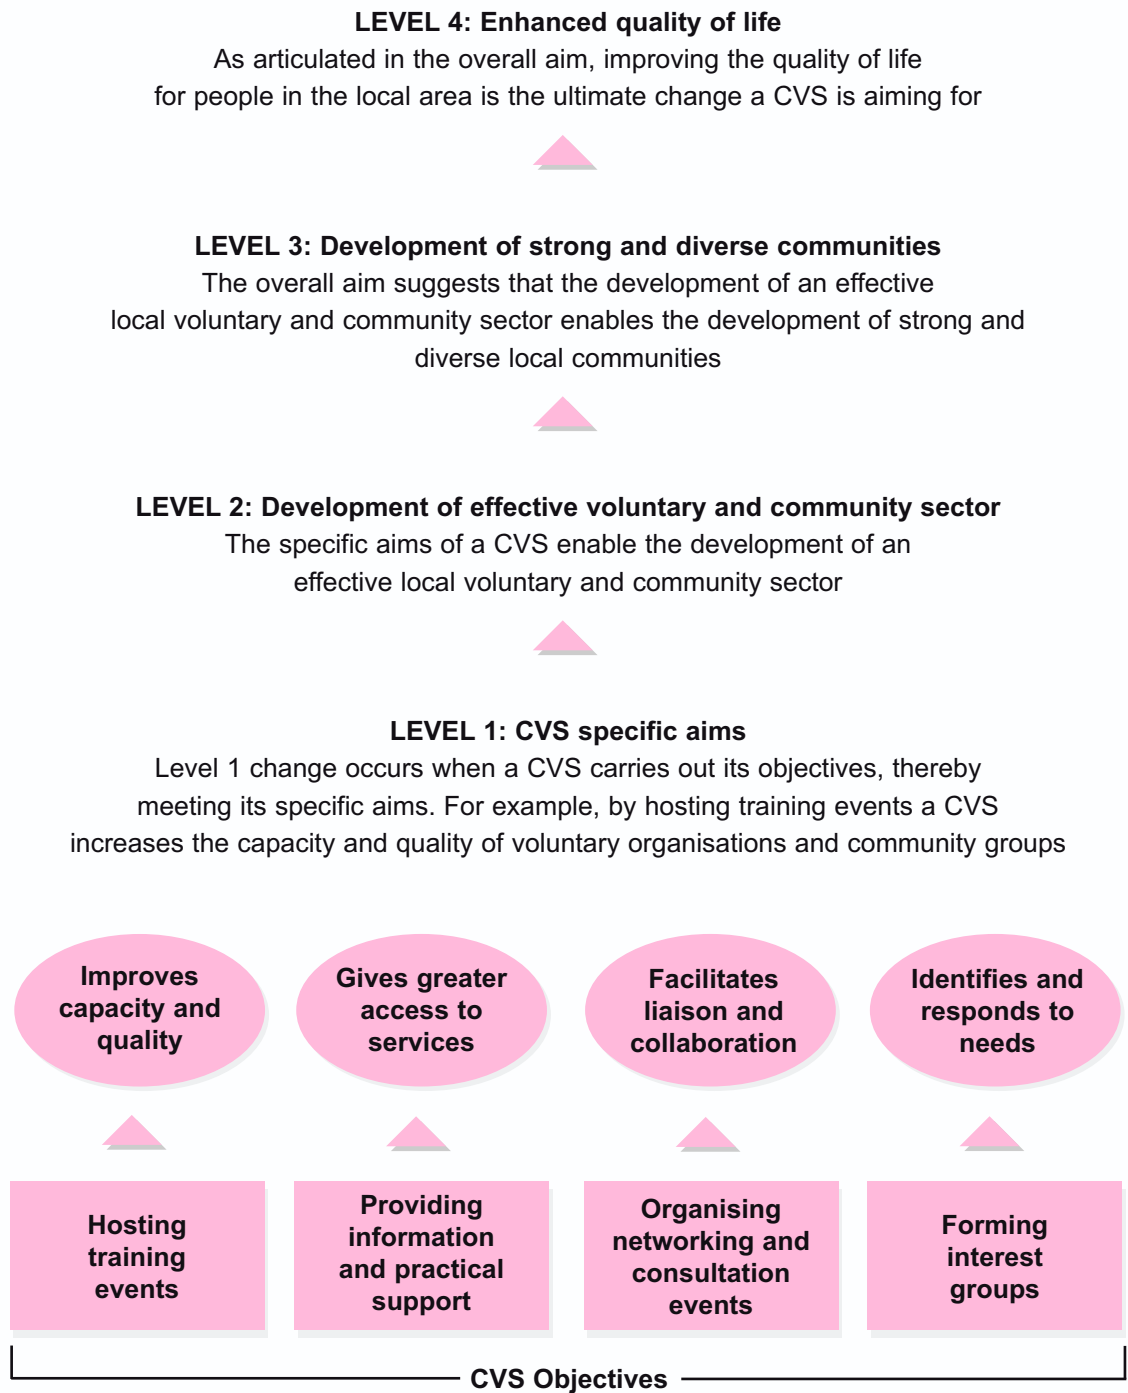 LEVEL 4: Enhanced quality of life
As articulated in the overall aim, improving the quality of life
for people in the local area is the ultimate change a CVS is aiming for
LEVEL 3: Development of strong and diverse communities
The overall aim suggests that the development of an effective
local voluntary and community sector enables the development of strong and
diverse local communities
LEVEL 2: Development of effective voluntary and community sector
The specific aims of a CVS enable the development of an
effective local voluntary and community sector
LEVEL 1: CVS specific aims
Level 1 change occurs when a CVS carries out its objectives, thereby
meeting its specific aims. For example, by hosting training events a CVS
increases the capacity and quality of voluntary organisations and community groups
Improves
capacity and
quality
Gives greater
access to
services
Facilitates
liaison and
collaboration
Identifies and
responds to
needs
Hosting
training
events
Providing
information
and practical
support
Organising
networking and
consultation
events
Forming
interest
groups
CVS Objectives